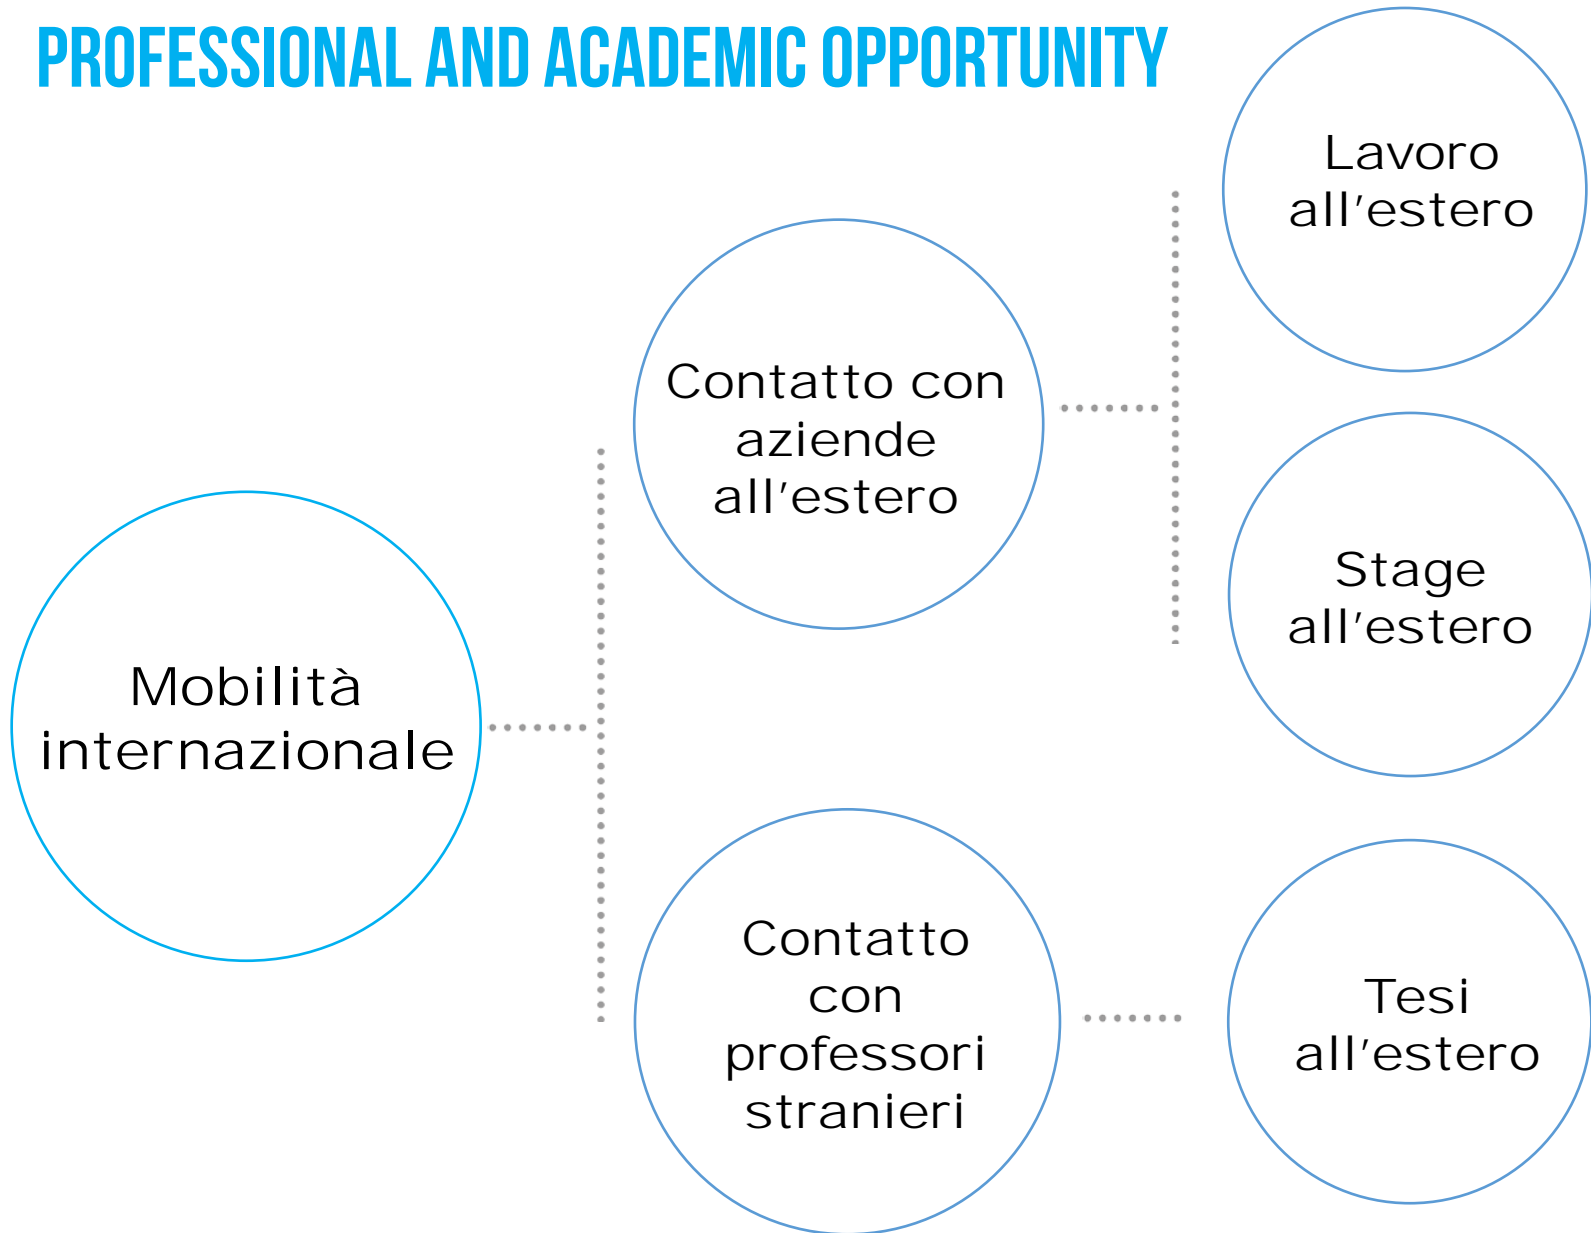 PROFESSIONAL AND ACADEMIC OPPORTUNITY
Mobilità
internazionale
Contatto con
aziende
all'estero
Lavoro
all'estero
Stage
all'estero
Contatto
con
professori
stranieri
Tesi
all'estero